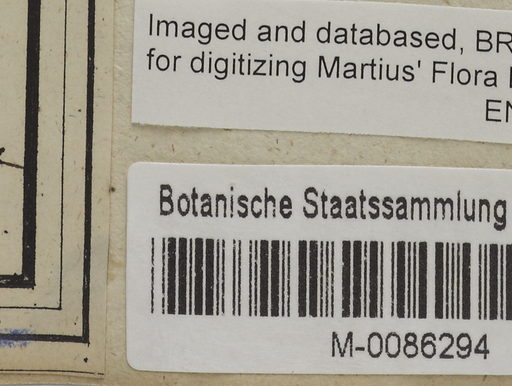 Imaged and databased, BR
for digitizing Martius' Flora
EN
Botanische Staatssammlung
M-0086294